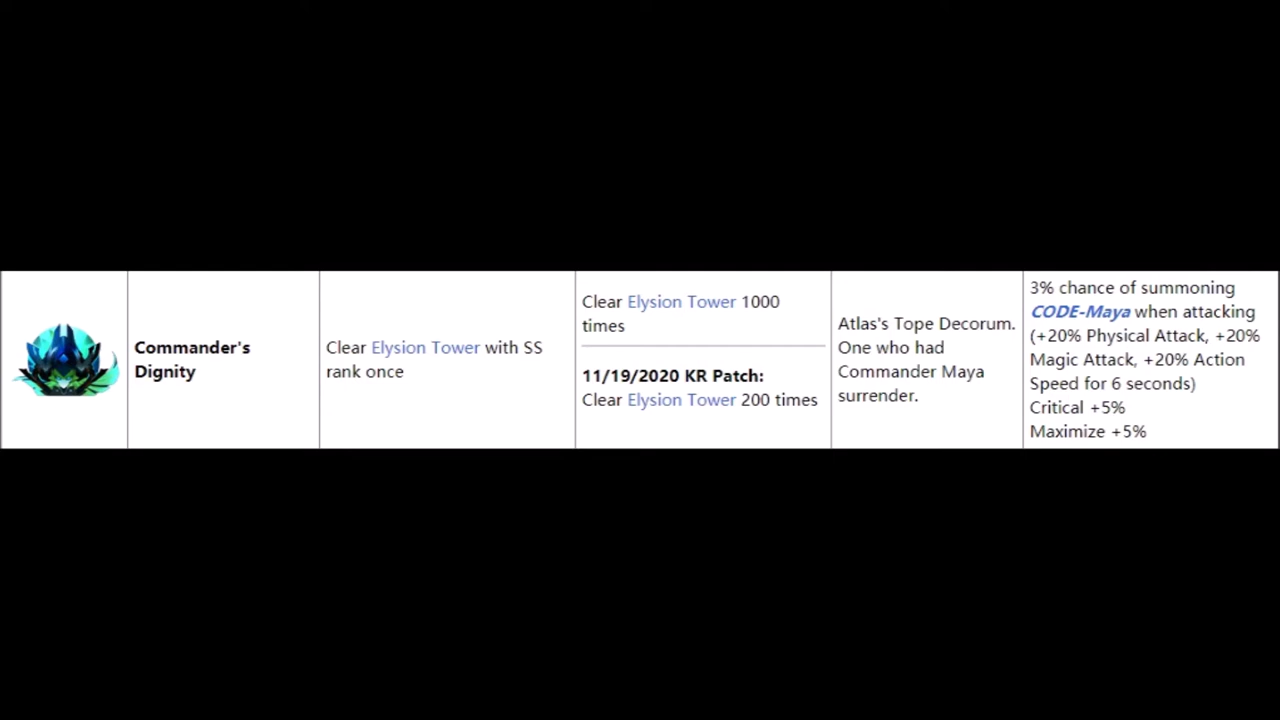 Commander's
Dignity
Clear Elysion Tower with SS
rank once
Clear Elysion Tower 1000
times
11/19/2020 KR Patch:
Clear Elysion Tower 200 times
Atlas's Tope Decorum.
One who had
Commander Maya
surrender.
3% chance of summoning
CODE-Maya when attacking
(+20% Physical Attack, +20%
Magic Attack, +20% Action
Speed for 6 seconds)
Critical +5%
Maximize +5%